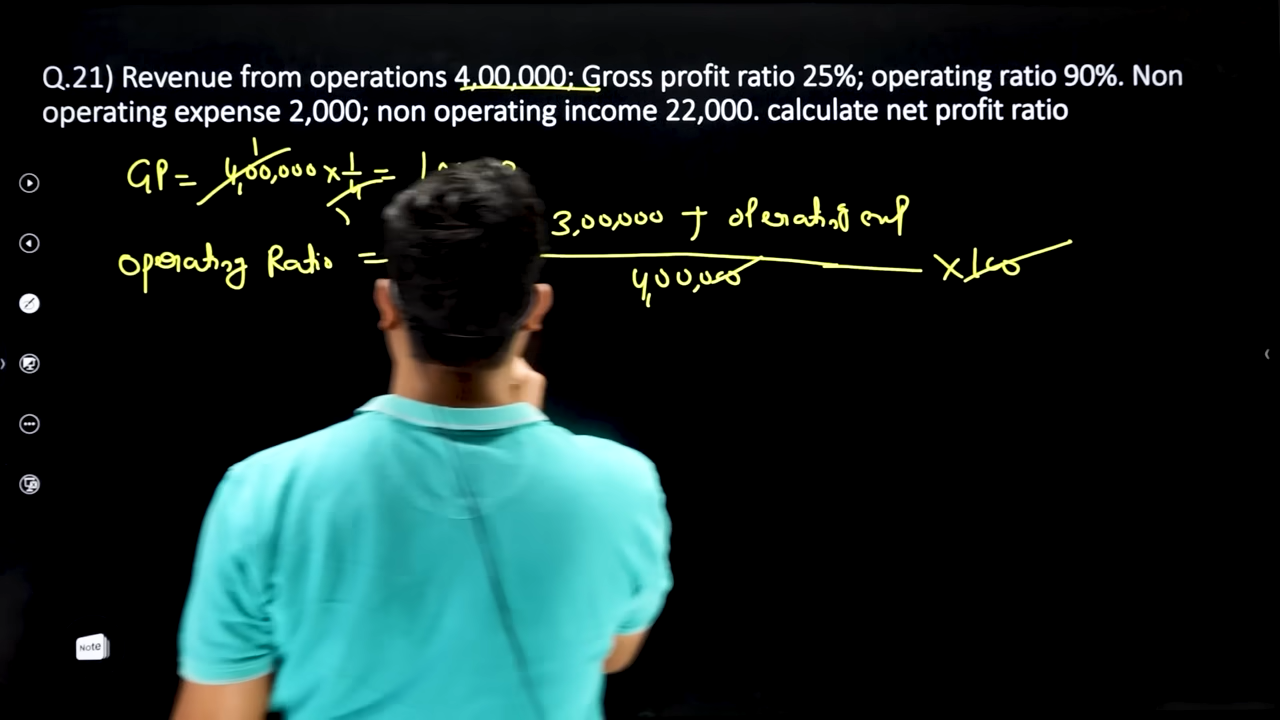 Q.21) Revenue from operations 4,00,000; Gross profit ratio 25%; operating ratio 90%. Non
operating expense 2,000; non operating income 22,000. calculate net profit ratio
1
GP = 4,00,000 × 1/4 = 1
3,00,000 + operating exp
Operating Ratio =
4,00,000
×100
Note